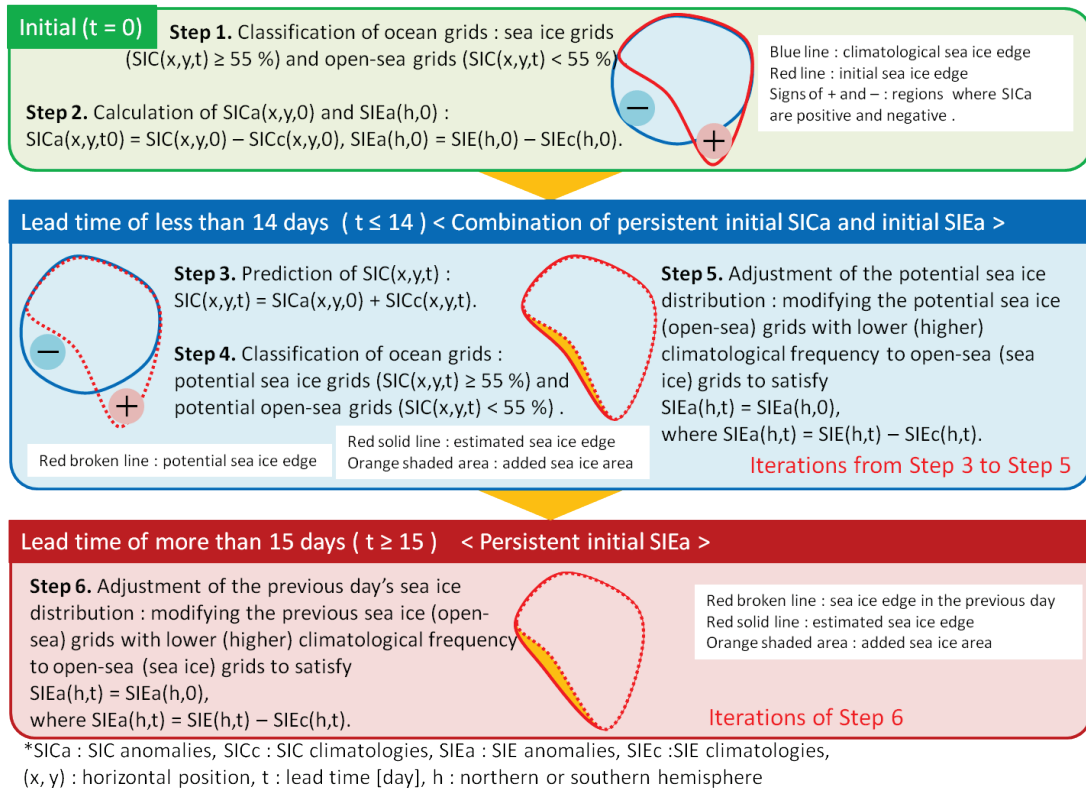 Initial (t = 0)
Step 1. Classification of ocean grids : sea ice grids
(SIC(x,y,t) ≥ 55 %) and open-sea grids (SIC(x,y,t) < 55 %)
Step 2. Calculation of SICa(x,y,0) and SIEa(h,0) :
SICa(x,y,t0) = SIC(x,y,0) – SICc(x,y,0), SIEa(h,0) = SIE(h,0) – SIEc(h,0).
−
+
Blue line : climatological sea ice edge
Red line : initial sea ice edge
Signs of + and – : regions where SICa
are positive and negative .
Lead time of less than 14 days ( t ≤ 14 ) < Combination of persistent initial SICa and initial SIEa >
−
+
Red broken line : potential sea ice edge
Step 3. Prediction of SIC(x,y,t) :
SIC(x,y,t) = SICa(x,y,0) + SICc(x,y,t).
Step 4. Classification of ocean grids :
potential sea ice grids (SIC(x,y,t) ≥ 55 %) and
potential open-sea grids (SIC(x,y,t) < 55 %) .
Red solid line : estimated sea ice edge
Orange shaded area : added sea ice area
Step 5. Adjustment of the potential sea ice
distribution : modifying the potential sea ice
(open-sea) grids with lower (higher)
climatological frequency to open-sea (sea
ice) grids to satisfy
SIEa(h,t) = SIEa(h,0),
where SIEa(h,t) = SIE(h,t) – SIEc(h,t).
Iterations from Step 3 to Step 5
Lead time of more than 15 days ( t ≥ 15 ) < Persistent initial SIEa >
Step 6. Adjustment of the previous day's sea ice
distribution : modifying the previous sea ice (open-
sea) grids with lower (higher) climatological frequency
to open-sea (sea ice) grids to satisfy
SIEa(h,t) = SIEa(h,0),
where SIEa(h,t) = SIE(h,t) – SIEc(h,t).
Red broken line : sea ice edge in the previous day
Red solid line : estimated sea ice edge
Orange shaded area : added sea ice area
Iterations of Step 6
*SICa : SIC anomalies, SICc : SIC climatologies, SIEa : SIE anomalies, SIEc :SIE climatologies,
(x, y) : horizontal position, t : lead time [day], h : northern or southern hemisphere